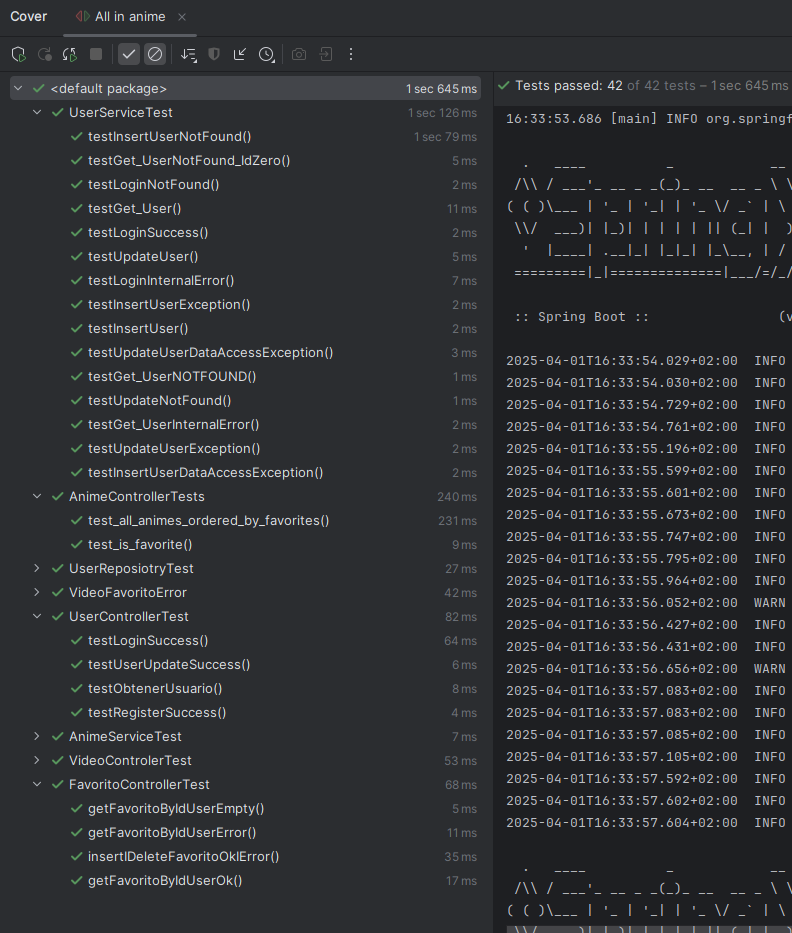 Cover All in anime
<default package> 1 sec 645 ms
UserServiceTest 1 sec 126 ms
testInsertUserNotFound() 1 sec 79 ms
testGet_UserNotFound_IdZero() 5 ms
testLoginNotFound() 2 ms
testGet_User() 11 ms
testLoginSuccess() 2 ms
testUpdateUser() 5 ms
testLoginInternalError() 7 ms
testInsertUserException() 2 ms
testInsertUser() 2 ms
testUpdateUserDataAccessException() 3 ms
testGet_UserNOTFOUND() 1 ms
testUpdateNotFound() 1 ms
testGet_UserInternalError() 2 ms
testUpdateUserException() 2 ms
testInsertUserDataAccessException() 2 ms
AnimeControllerTests 240 ms
test_all_animes_ordered_by_favorites() 231 ms
test_is_favorite() 9 ms
UserReposiotryTest 27 ms
VideoFavoritoError 42 ms
UserControllerTest 82 ms
testLoginSuccess() 64 ms
testUserUpdateSuccess() 6 ms
testObtenerUsuario() 8 ms
testRegisterSuccess() 4 ms
AnimeServiceTest 7 ms
VideoControlerTest 53 ms
FavoritoControllerTest 68 ms
getFavoritoByIdUserEmpty() 5 ms
getFavoritoByIdUserError() 11 ms
insertIDeleteFavoritoOkIError() 35 ms
getFavoritoByIdUserOk() 17 ms
Tests passed: 42 of 42 tests – 1 sec 645 ms
16:33:53.686 [main] INFO org.springf
:: Spring Boot :: (v
2025-04-01T16:33:54.029+02:00 INFO
2025-04-01T16:33:54.030+02:00 INFO
2025-04-01T16:33:54.729+02:00 INFO
2025-04-01T16:33:54.761+02:00 INFO
2025-04-01T16:33:55.196+02:00 INFO
2025-04-01T16:33:55.599+02:00 INFO
2025-04-01T16:33:55.601+02:00 INFO
2025-04-01T16:33:55.673+02:00 INFO
2025-04-01T16:33:55.747+02:00 INFO
2025-04-01T16:33:55.795+02:00 INFO
2025-04-01T16:33:55.964+02:00 INFO
2025-04-01T16:33:56.052+02:00 WARN
2025-04-01T16:33:56.427+02:00 INFO
2025-04-01T16:33:56.431+02:00 INFO
2025-04-01T16:33:56.656+02:00 WARN
2025-04-01T16:33:57.083+02:00 INFO
2025-04-01T16:33:57.083+02:00 INFO
2025-04-01T16:33:57.085+02:00 INFO
2025-04-01T16:33:57.105+02:00 INFO
2025-04-01T16:33:57.592+02:00 INFO
2025-04-01T16:33:57.602+02:00 INFO
2025-04-01T16:33:57.604+02:00 INFO